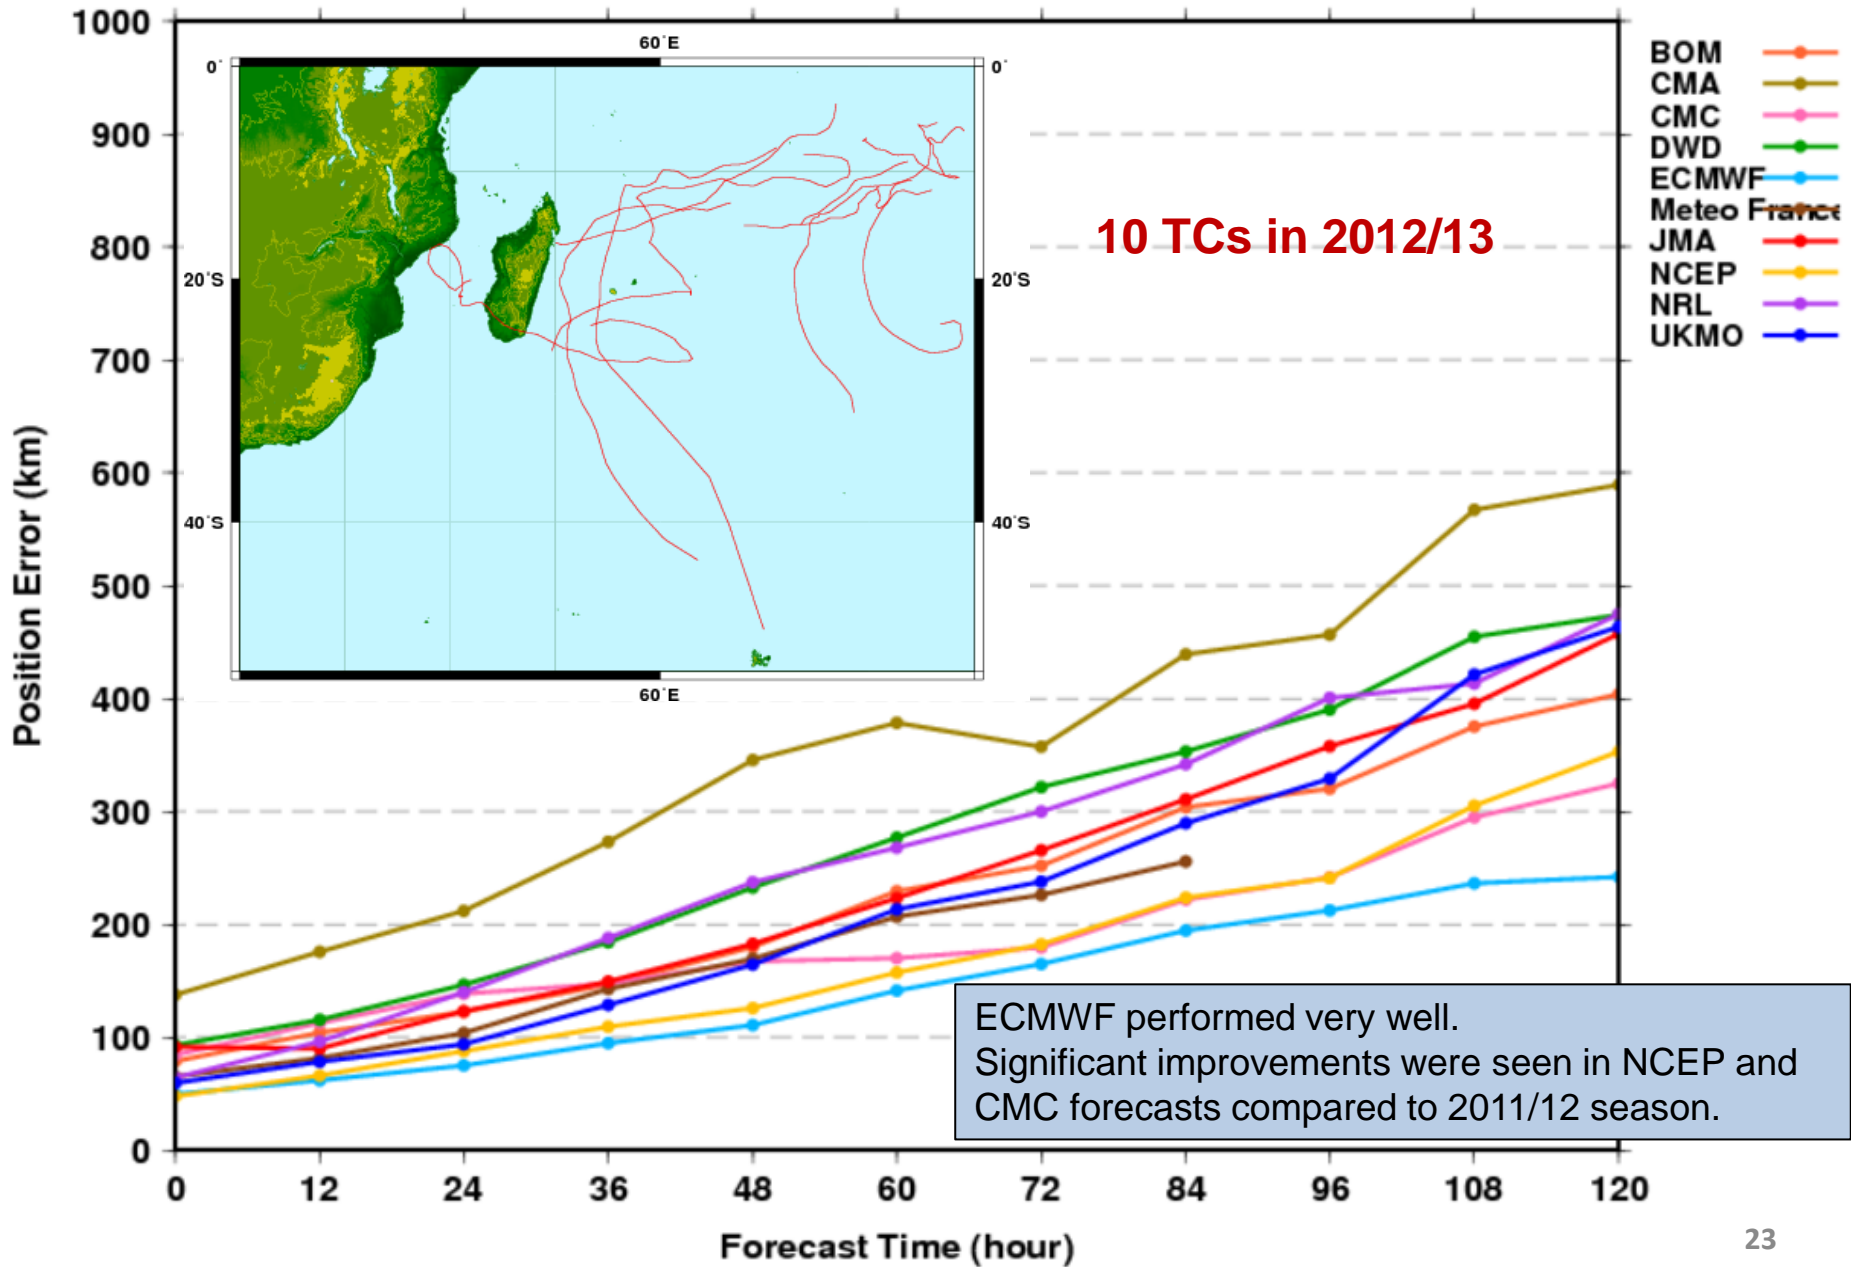 1000
900
800
700
600
500
400
300
200
100
0
Position Error (km)
60°E
0°
0°
20°S
20°S
40°S
40°S
60°E
10 TCs in 2012/13
BOM
CMA
CMC
DWD
ECMWF
Meteo France
JMA
NCEP
NRL
UKMO
ECMWF performed very well.
Significant improvements were seen in NCEP and
CMC forecasts compared to 2011/12 season.
0 12 24 36 48 60 72 84 96 108 120
Forecast Time (hour)
23